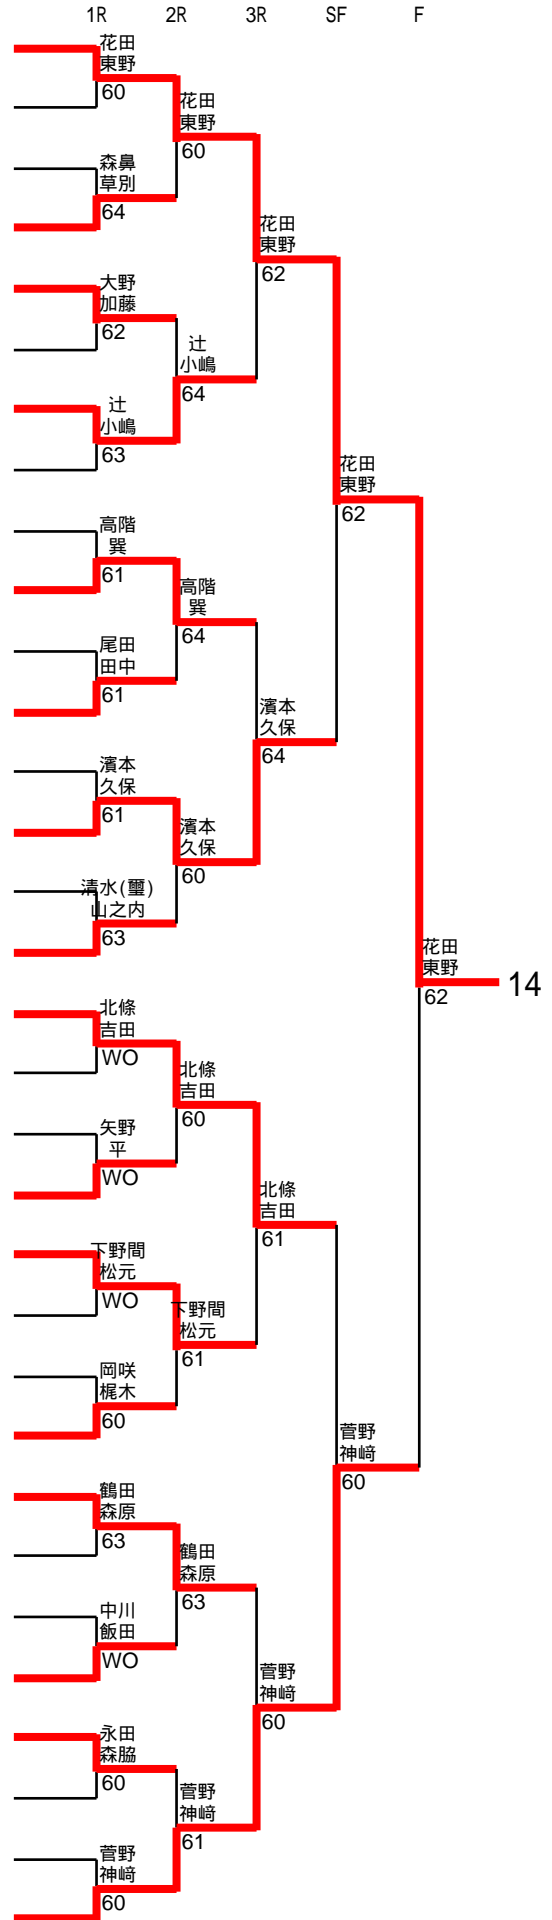 1R 2R 3R SF F
花田
東野
60
花田
東野
60
森鼻
草別
64
花田
東野
62
大野
加藤
62
辻
小嶋
64
辻
小嶋
63
花田
東野
62
高階
巽
61
高階
巽
64
尾田
田中
61
濱本
久保
64
濱本
久保
61
濱本
久保
60
清水(璽)
山之内
63
花田
東野
62
14
北條
吉田
WO
北條
吉田
60
矢野
平
WO
北條
吉田
61
下野間
松元
WO
下野間
松元
61
岡咲
梶木
60
菅野
神﨑
60
鶴田
森原
63
鶴田
森原
63
中川
飯田
WO
菅野
神﨑
60
永田
森脇
60
菅野
神﨑
61
菅野
神﨑
60